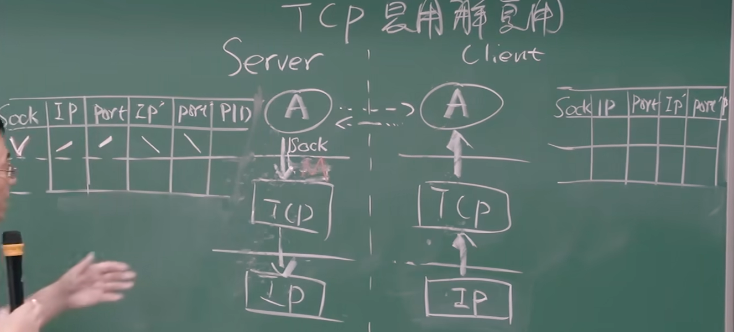 TCP 复用解复用
Server
Client
Sock IP Port IP' Port' PID
A
A
Sock IP Port IP' Port' P
Sock
TCP
TCP
IP
IP